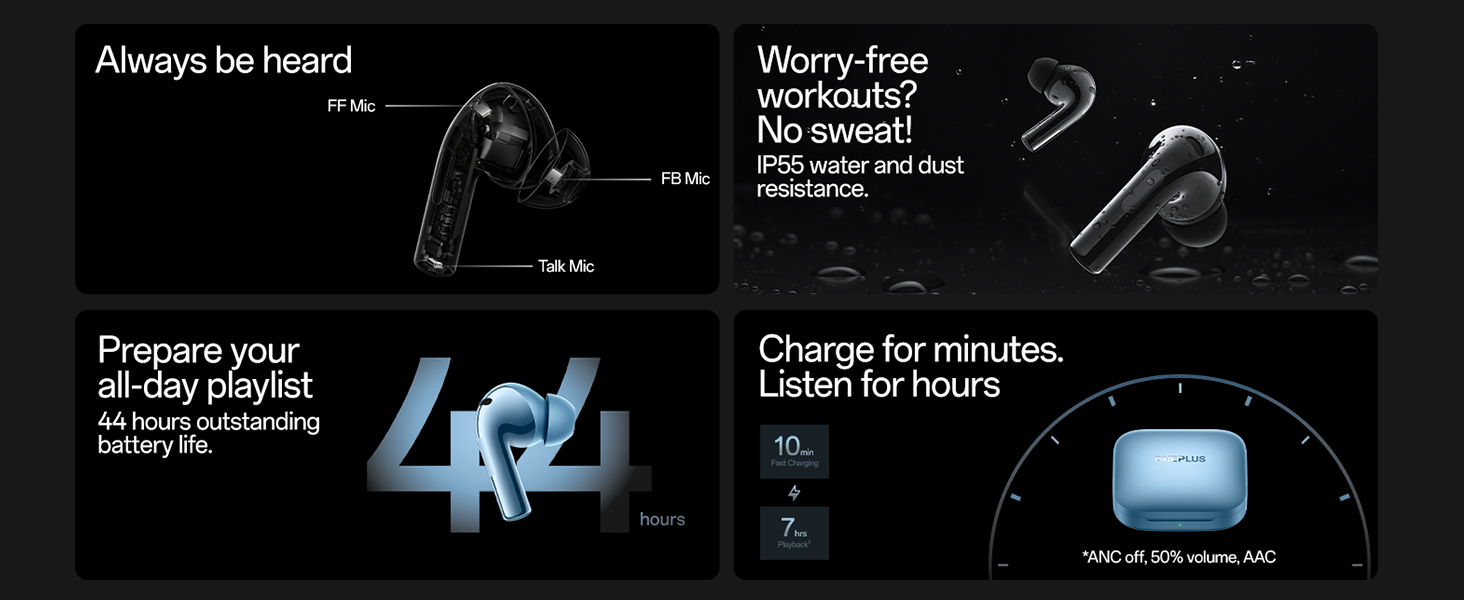 Always be heard
FF Mic
FB Mic
Talk Mic
Worry-free
workouts?
No sweat!
IP55 water and dust
resistance.
Prepare your
all-day playlist
44 hours outstanding
battery life.
44
hours
Charge for minutes.
Listen for hours
10min
Fast Charging
7hrs
Playback²
ONEPLUS
*ANC off, 50% volume, AAC